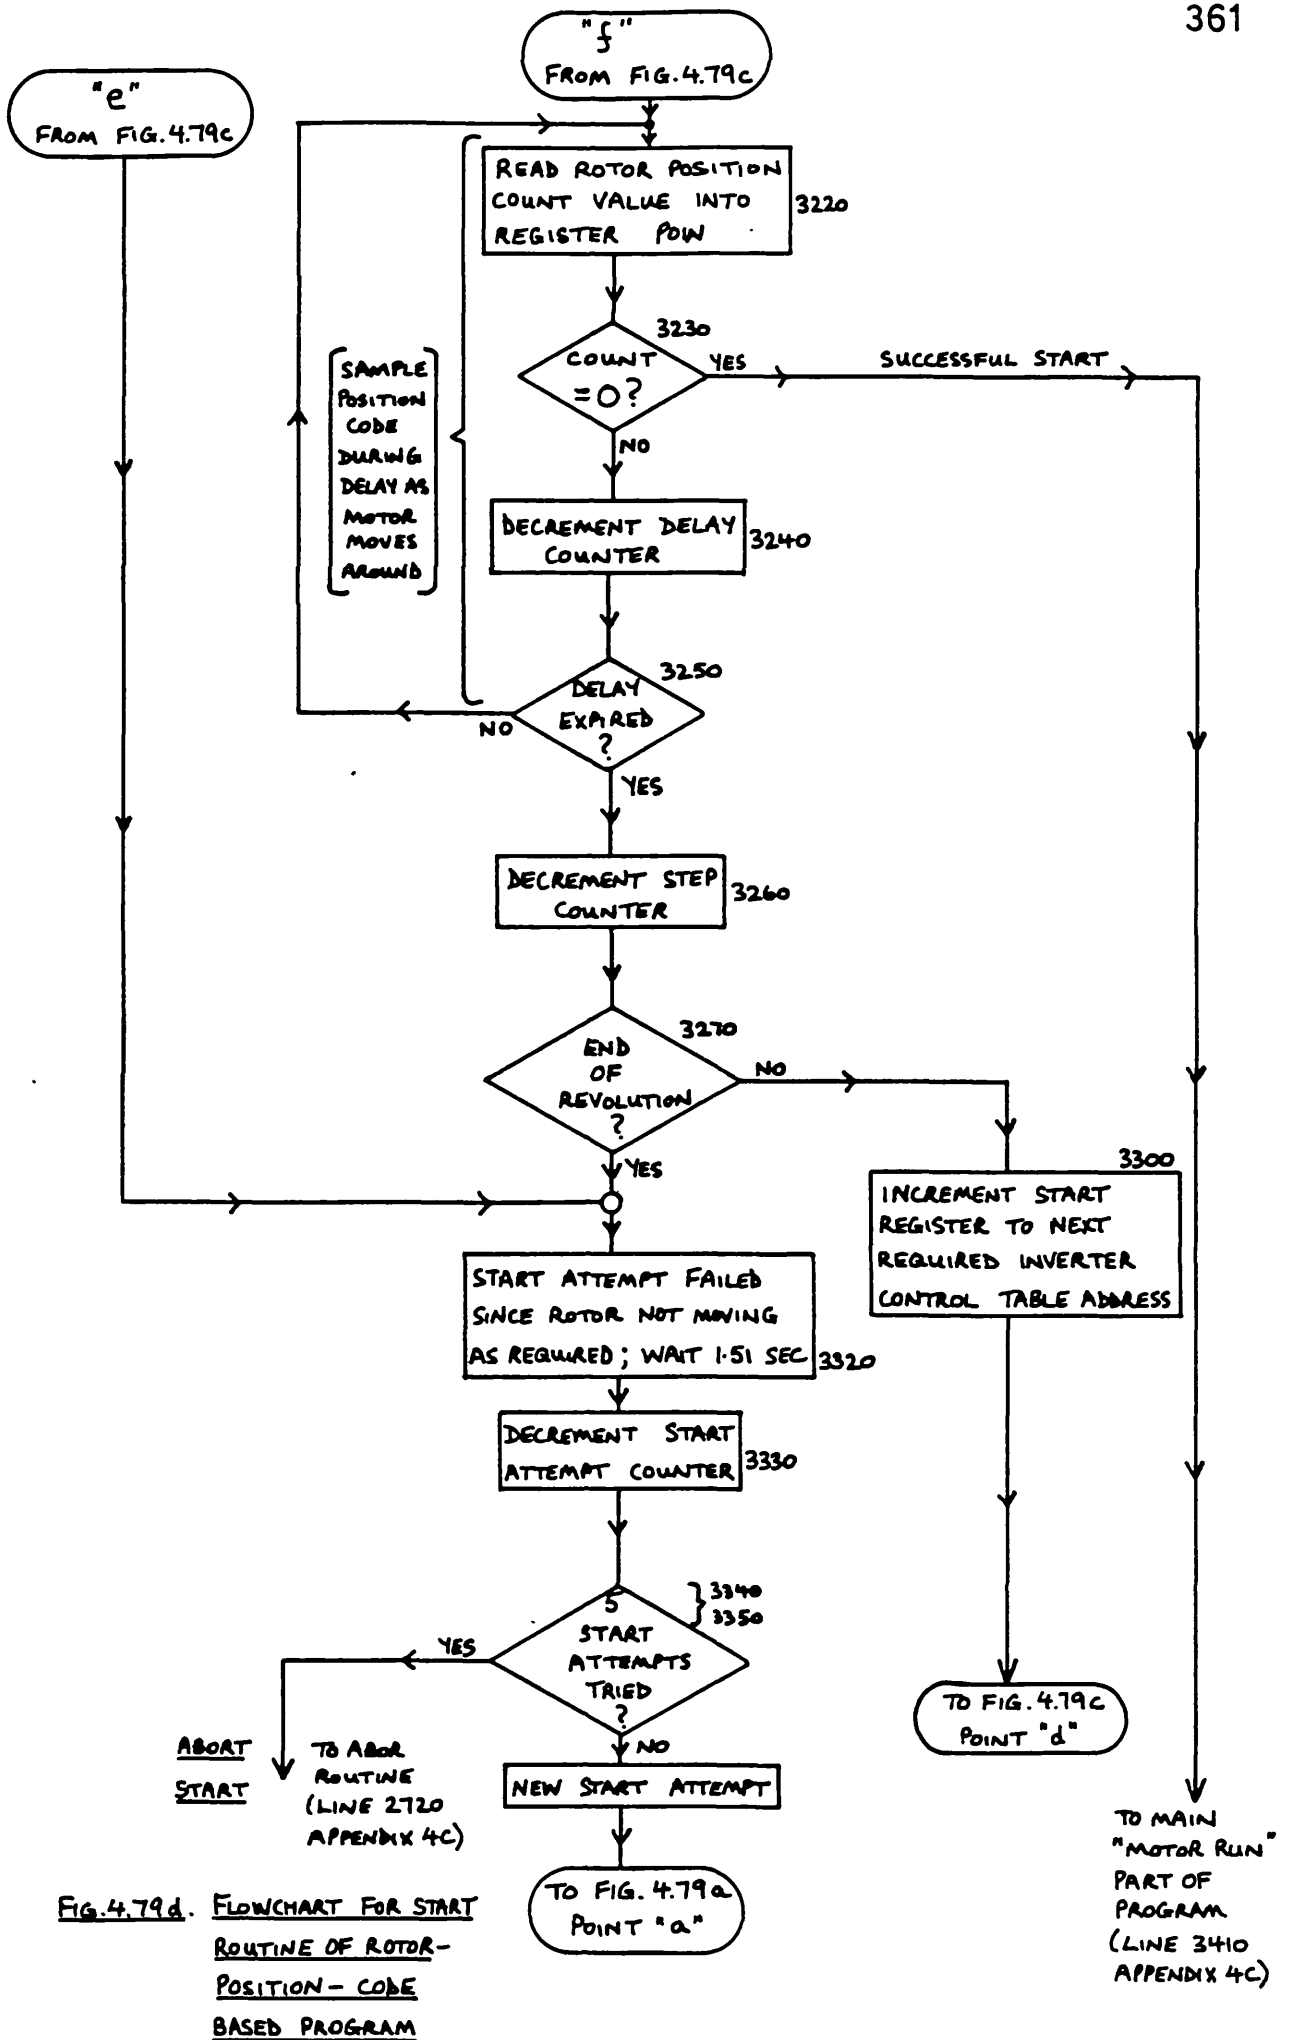 361
"f"
FROM FIG. 4.79c
"e"
FROM FIG. 4.79c
READ ROTOR POSITION
COUNT VALUE INTO
REGISTER POW
3220
3230
COUNT
= 0 ?
YES
SUCCESSFUL START
NO
SAMPLE
POSITION
CODE
DURING
DELAY AS
MOTOR
MOVES
AROUND
DECREMENT DELAY
COUNTER
3240
3250
DELAY
EXPIRED
?
NO
YES
DECREMENT STEP
COUNTER
3260
3270
END
OF
REVOLUTION
?
NO
YES
3300
INCREMENT START
REGISTER TO NEXT
REQUIRED INVERTER
CONTROL TABLE ADDRESS
START ATTEMPT FAILED
SINCE ROTOR NOT MOVING
AS REQUIRED; WAIT 1.51 SEC
3320
DECREMENT START
ATTEMPT COUNTER
3330
3340
3350
5
START
ATTEMPTS
TRIED
?
YES
NO
ABORT
START
TO ABOR
ROUTINE
(LINE 2720
APPENDIX 4C)
NEW START ATTEMPT
TO FIG. 4.79a
POINT "a"
TO FIG. 4.79c
POINT "d"
TO MAIN
"MOTOR RUN"
PART OF
PROGRAM
(LINE 3410
APPENDIX 4C)
FIG. 4.79d. FLOWCHART FOR START
ROUTINE OF ROTOR-
POSITION-CODE
BASED PROGRAM